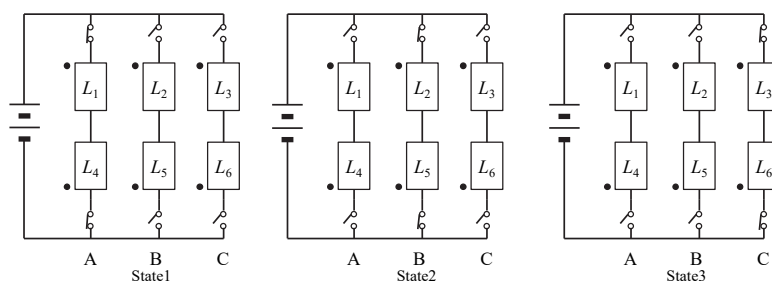 L1 L2 L3 L1 L2 L3 L1 L2 L3
L4 L5 L6 L4 L5 L6 L4 L5 L6
A B C A B C A B C
State1 State2 State3